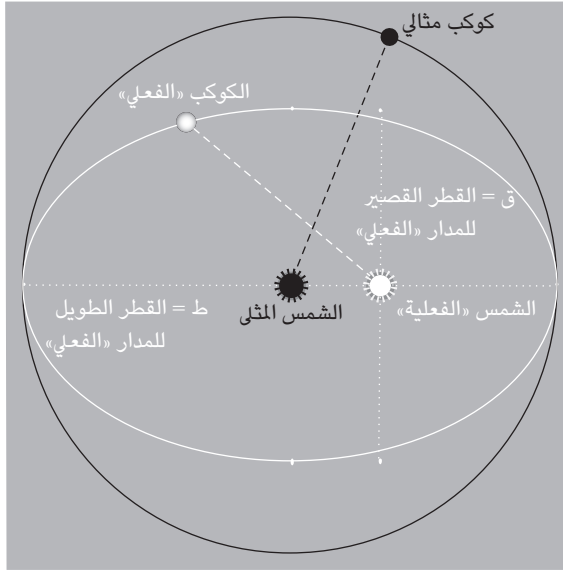 كوكب مثالي
الكوكب «الفعلي»
ق = القطر القصير
للمدار «الفعلي»
الشمس «الفعلية»
الشمس المثلى
ط = القطر الطويل
للمدار «الفعلي»